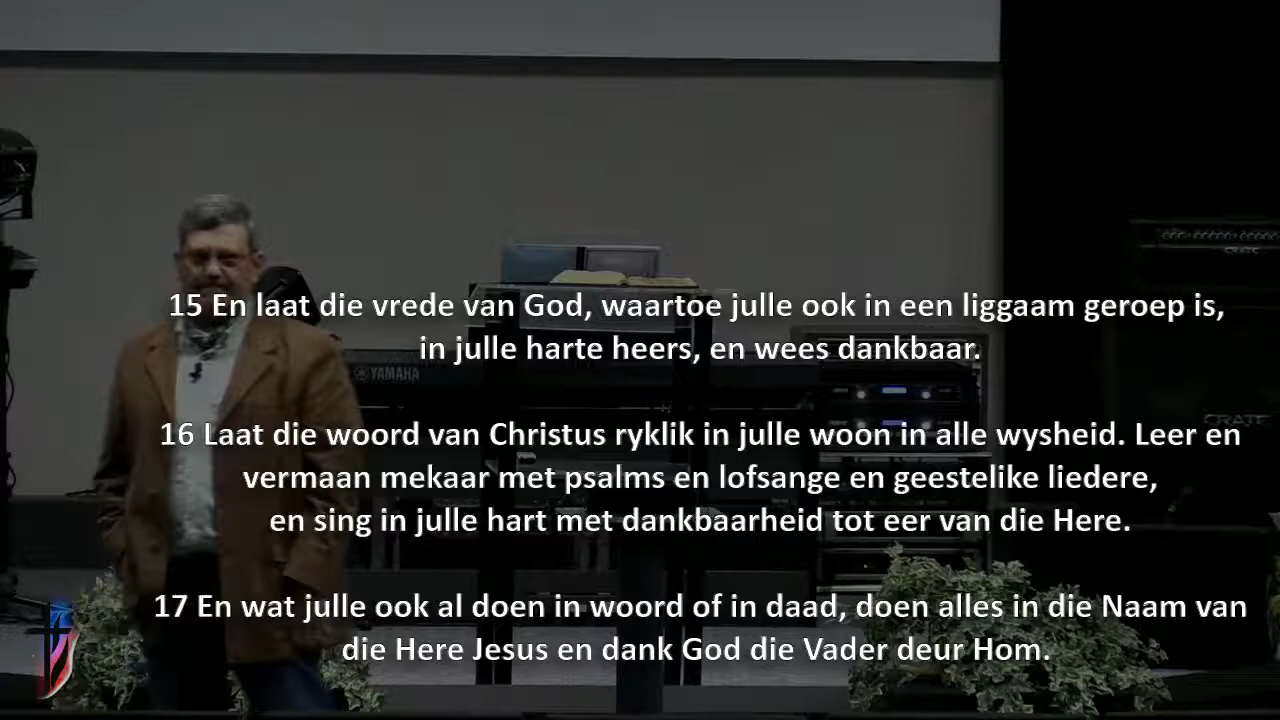 15 En laat die vrede van God, waartoe julle ook in een liggaam geroep is,
in julle harte heers, en wees dankbaar.
16 Laat die woord van Christus ryklik in julle woon in alle wysheid. Leer en
vermaan mekaar met psalms en lofsange en geestelike liedere,
en sing in julle hart met dankbaarheid tot eer van die Here.
17 En wat julle ook al doen in woord of in daad, doen alles in die Naam van
die Here Jesus en dank God die Vader deur Hom.
YAMAHA
CRATE
CRATE